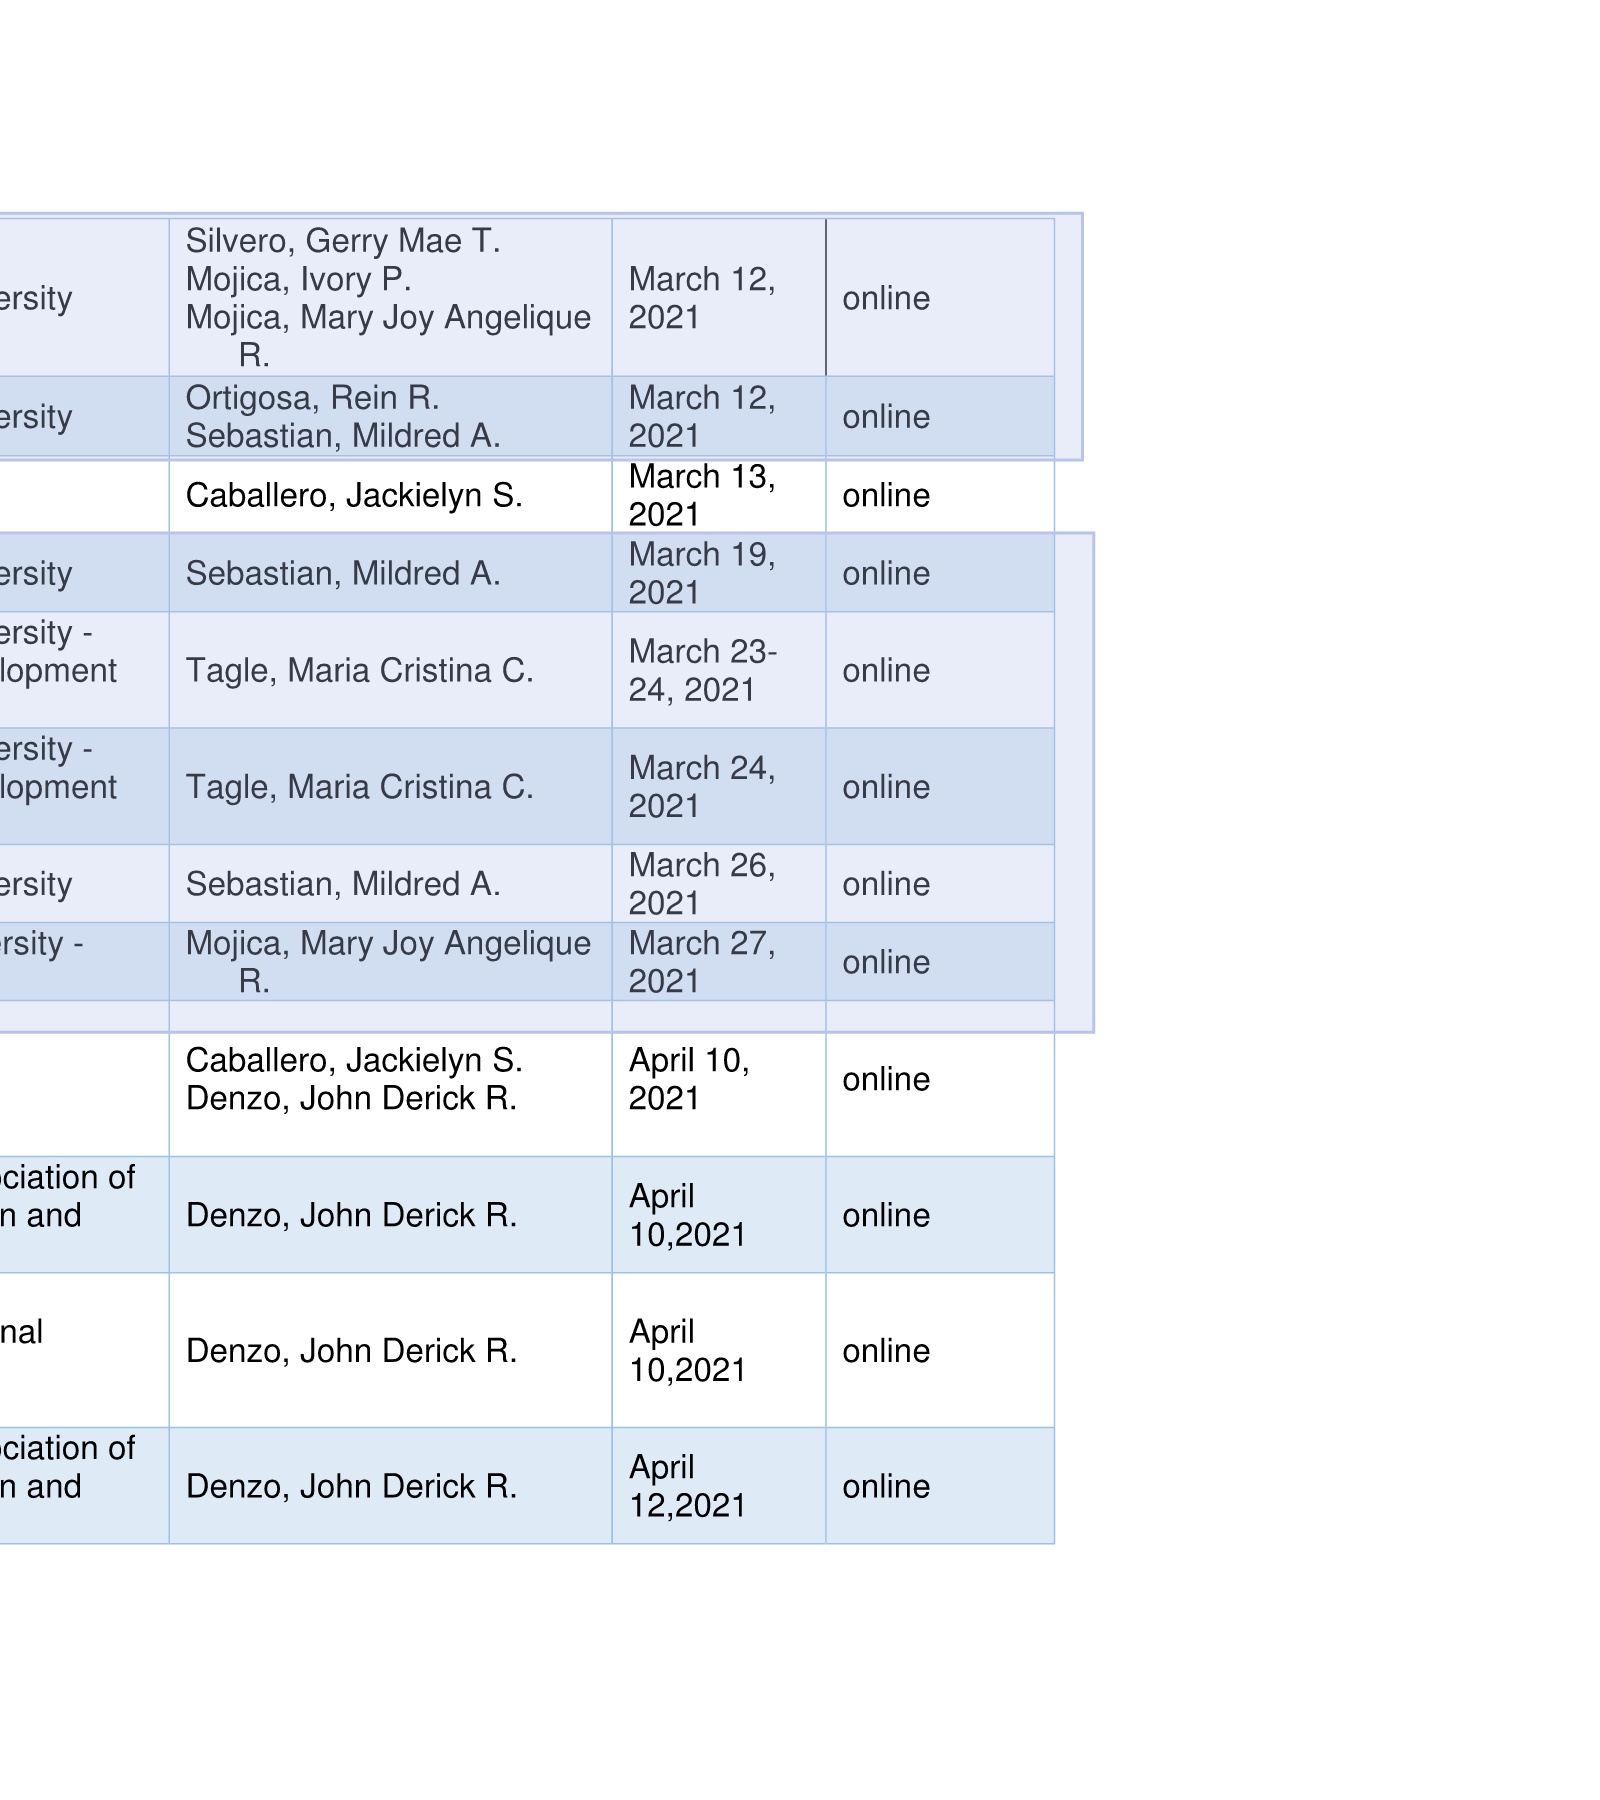 ersity
Silvero, Gerry Mae T.
Mojica, Ivory P.
Mojica, Mary Joy Angelique
R.
March 12,
2021
online
ersity
Ortigosa, Rein R.
Sebastian, Mildred A.
March 12,
2021
online
Caballero, Jackielyn S.
March 13,
2021
online
ersity
Sebastian, Mildred A.
March 19,
2021
online
ersity -
lopment
Tagle, Maria Cristina C.
March 23-
24, 2021
online
ersity -
lopment
Tagle, Maria Cristina C.
March 24,
2021
online
ersity
Sebastian, Mildred A.
March 26,
2021
online
ersity -
Mojica, Mary Joy Angelique
R.
March 27,
2021
online
Caballero, Jackielyn S.
Denzo, John Derick R.
April 10,
2021
online
ciation of
n and
Denzo, John Derick R.
April
10,2021
online
nal
Denzo, John Derick R.
April
10,2021
online
ciation of
n and
Denzo, John Derick R.
April
12,2021
online